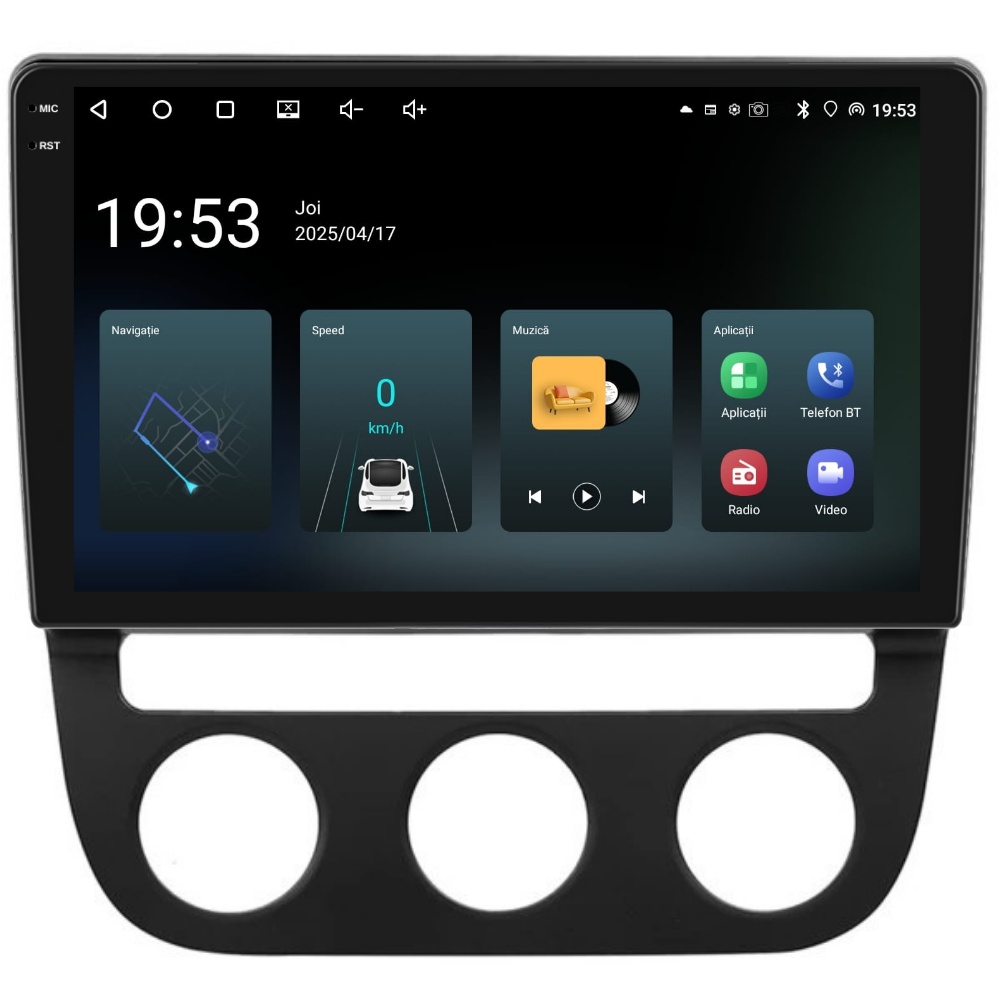 MIC
19:53
RST
19:53
Joi
2025/04/17
Navigație
Speed
Muzică
Aplicații
0
km/h
Aplicații
Telefon BT
Radio
Video